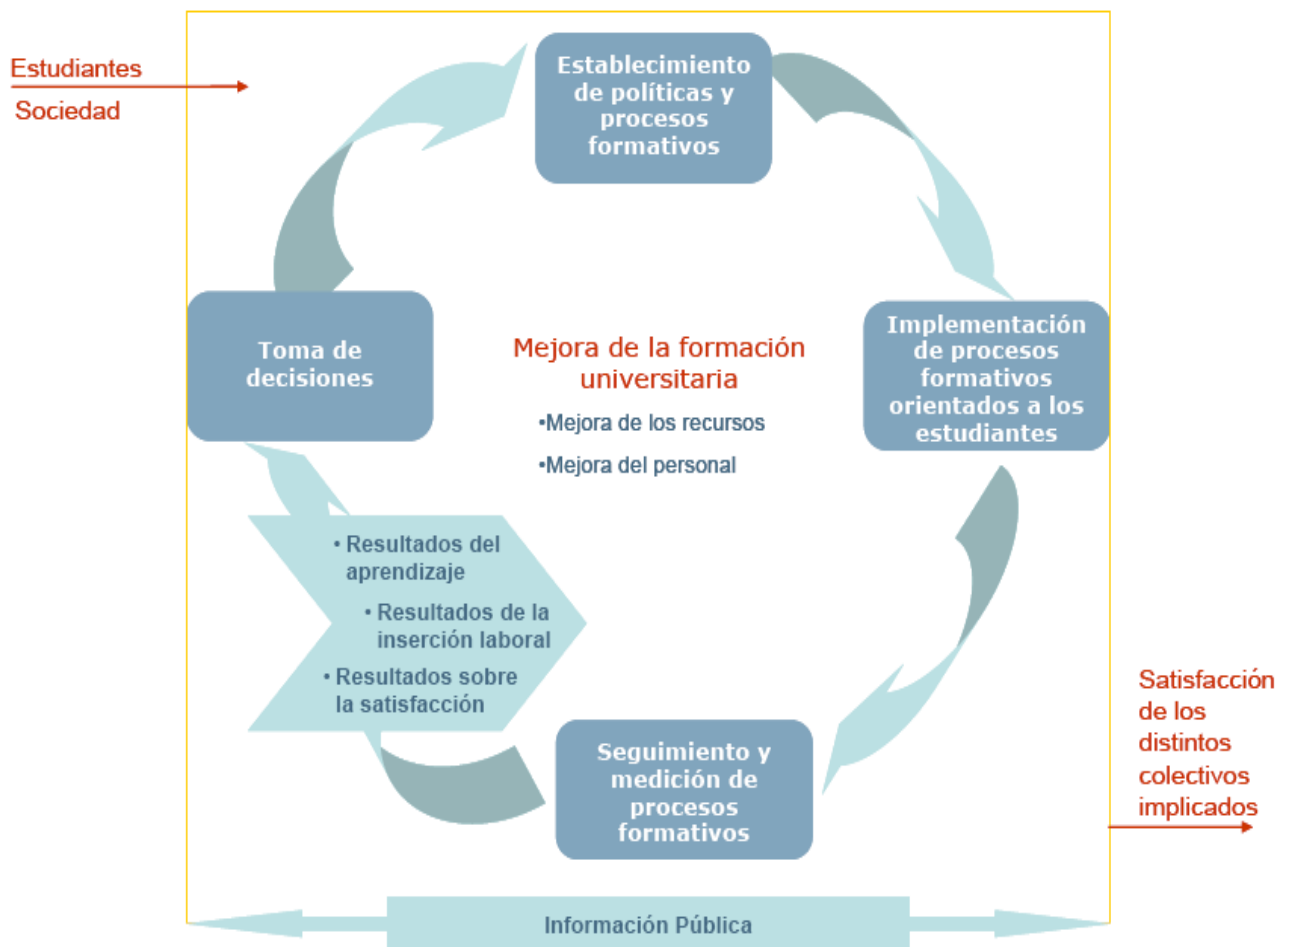 Estudiantes
Sociedad
Establecimiento
de políticas y
procesos
formativos
Toma de
decisiones
Mejora de la formación
universitaria
•Mejora de los recursos
•Mejora del personal
Implementación
de procesos
formativos
orientados a los
estudiantes
• Resultados del
aprendizaje
• Resultados de la
inserción laboral
• Resultados sobre
la satisfacción
Seguimiento y
medición de
procesos
formativos
Satisfacción
de los
distintos
colectivos
implicados
Información Pública